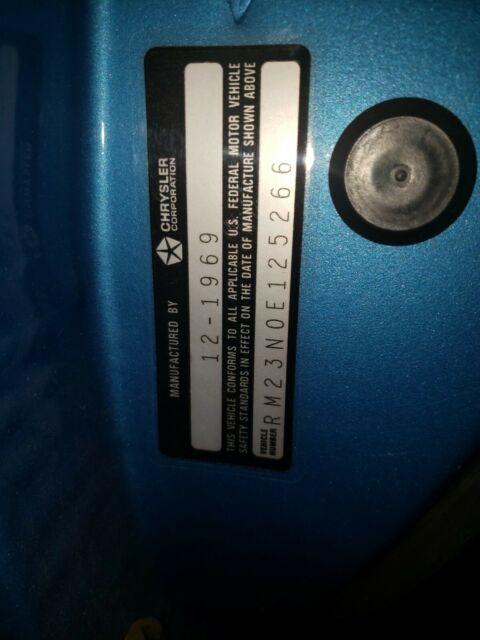 MANUFACTURED BY CHRYSLER CORPORATION
12-1969
THIS VEHICLE CONFORMS TO ALL APPLICABLE U.S. FEDERAL MOTOR VEHICLE
SAFETY STANDARDS IN EFFECT ON THE DATE OF MANUFACTURE SHOWN ABOVE
VEHICLE NUMBER RM23N0E125266